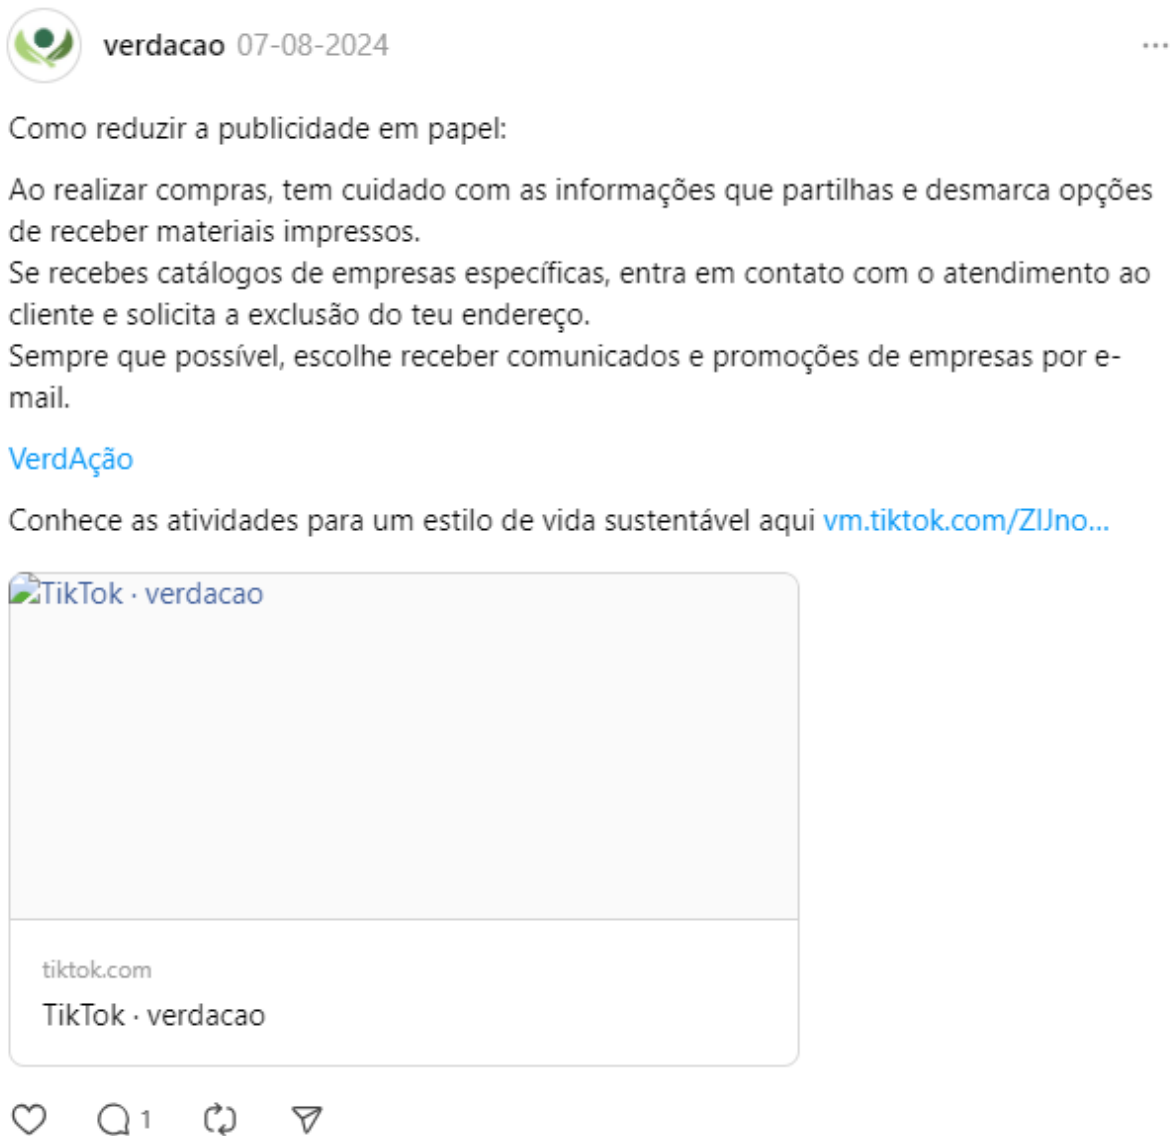 verdacao 07-08-2024
Como reduzir a publicidade em papel:
Ao realizar compras, tem cuidado com as informações que partilhas e desmarca opções
de receber materiais impressos.
Se recebes catálogos de empresas específicas, entra em contato com o atendimento ao
cliente e solicita a exclusão do teu endereço.
Sempre que possível, escolhe receber comunicados e promoções de empresas por e-
mail.
VerdAção
Conhece as atividades para um estilo de vida sustentável aqui vm.tiktok.com/ZIJno...
TikTok · verdacao
tiktok.com
TikTok · verdacao
1